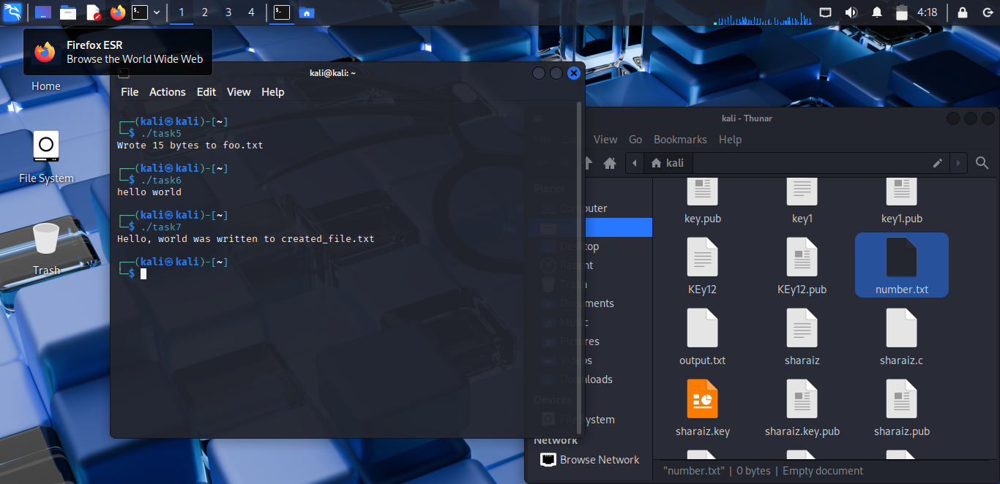 1 2 3 4 4:18
Firefox ESR
Browse the World Wide Web
Home
File System
Trash
kali@kali: ~
File Actions Edit View Help
┌──(kali㉿kali)-[~]
└─$ ./task5
Wrote 15 bytes to foo.txt
┌──(kali㉿kali)-[~]
└─$ ./task6
hello world
┌──(kali㉿kali)-[~]
└─$ ./task7
Hello, world was written to created_file.txt
┌──(kali㉿kali)-[~]
└─$
kali - Thunar
View Go Bookmarks Help
kali
Places
Computer
Desktop
Recent
Trash
Documents
Music
Pictures
Videos
Downloads
Devices
File System
Network
Browse Network
key.pub key1 key1.pub
KEy12 KEy12.pub number.txt
output.txt sharaiz sharaiz.c
sharaiz.key sharaiz.key.pub sharaiz.pub
"number.txt" | 0 bytes | Empty document